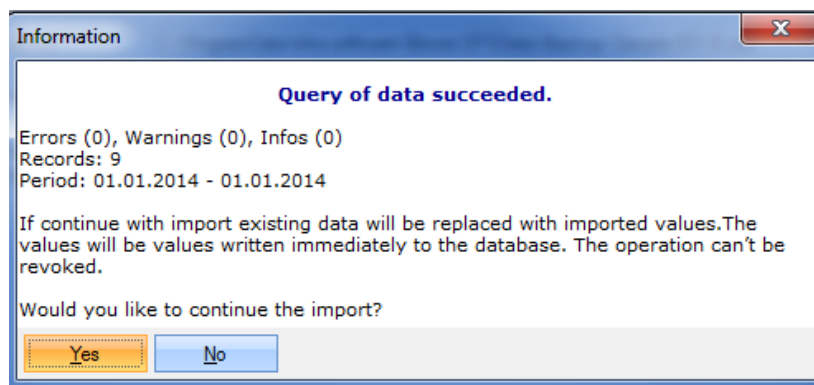 Information
Query of data succeeded.
Errors (0), Warnings (0), Infos (0)
Records: 9
Period: 01.01.2014 - 01.01.2014
If continue with import existing data will be replaced with imported values.The
values will be values written immediately to the database. The operation can't be
revoked.
Would you like to continue the import?
Yes
No